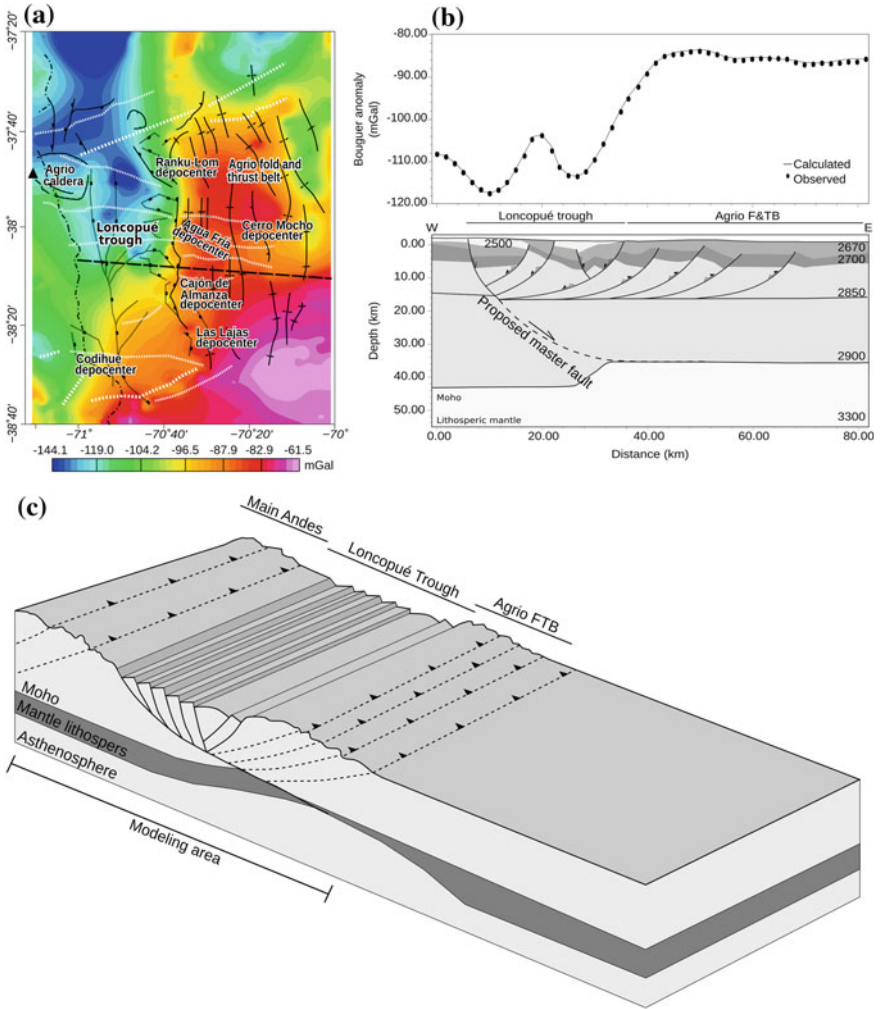 (a)
-37°20'
-37°40'
-38°
-38°20'
-38°40'
Agrio
caldera
Ranku-Lom
depocenter
Agrio fold and
thrust belt
Loncopué
trough
Agua Fría
depocenter
Cerro Mocho
depocenter
Cajón de
Almanza
depocenter
Las Lajas
depocenter
Codihue
depocenter
-71° -70°40' -70°20' -70°
-144.1 -119.0 -104.2 -96.5 -87.9 -82.9 -61.5
mGal
(b)
Bouguer anomaly
(mGal)
-80.00
-90.00
-100.00
-110.00
-120.00
Calculated
Observed
W Loncopué trough Agrio F&TB E
Depth (km)
0.00
10.00
20.00
30.00
40.00
50.00
2500
2670
2700
2850
2900
3300
Proposed master fault
Moho
Lithosperic mantle
0.00 20.00 40.00 60.00 80.00
Distance (km)
(c)
Main Andes
Loncopué Trough
Agrio FTB
Moho
Mantle lithospers
Asthenosphere
Modeling area